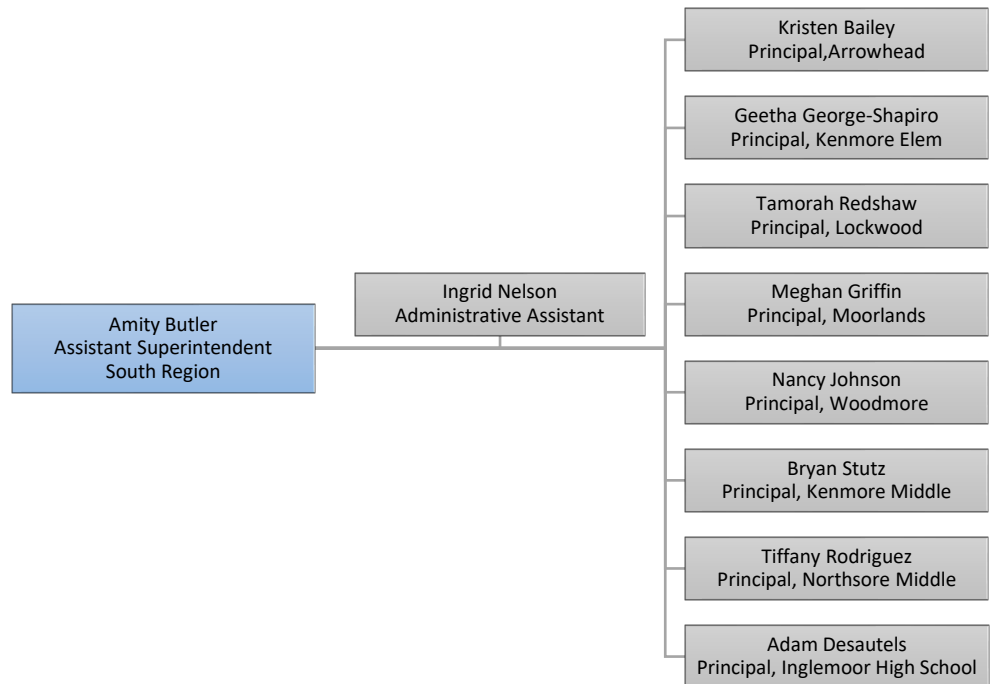 Kristen Bailey
Principal,Arrowhead
Geetha George-Shapiro
Principal, Kenmore Elem
Tamorah Redshaw
Principal, Lockwood
Ingrid Nelson
Administrative Assistant
Meghan Griffin
Principal, Moorlands
Amity Butler
Assistant Superintendent
South Region
Nancy Johnson
Principal, Woodmore
Bryan Stutz
Principal, Kenmore Middle
Tiffany Rodriguez
Principal, Northsore Middle
Adam Desautels
Principal, Inglemoor High School